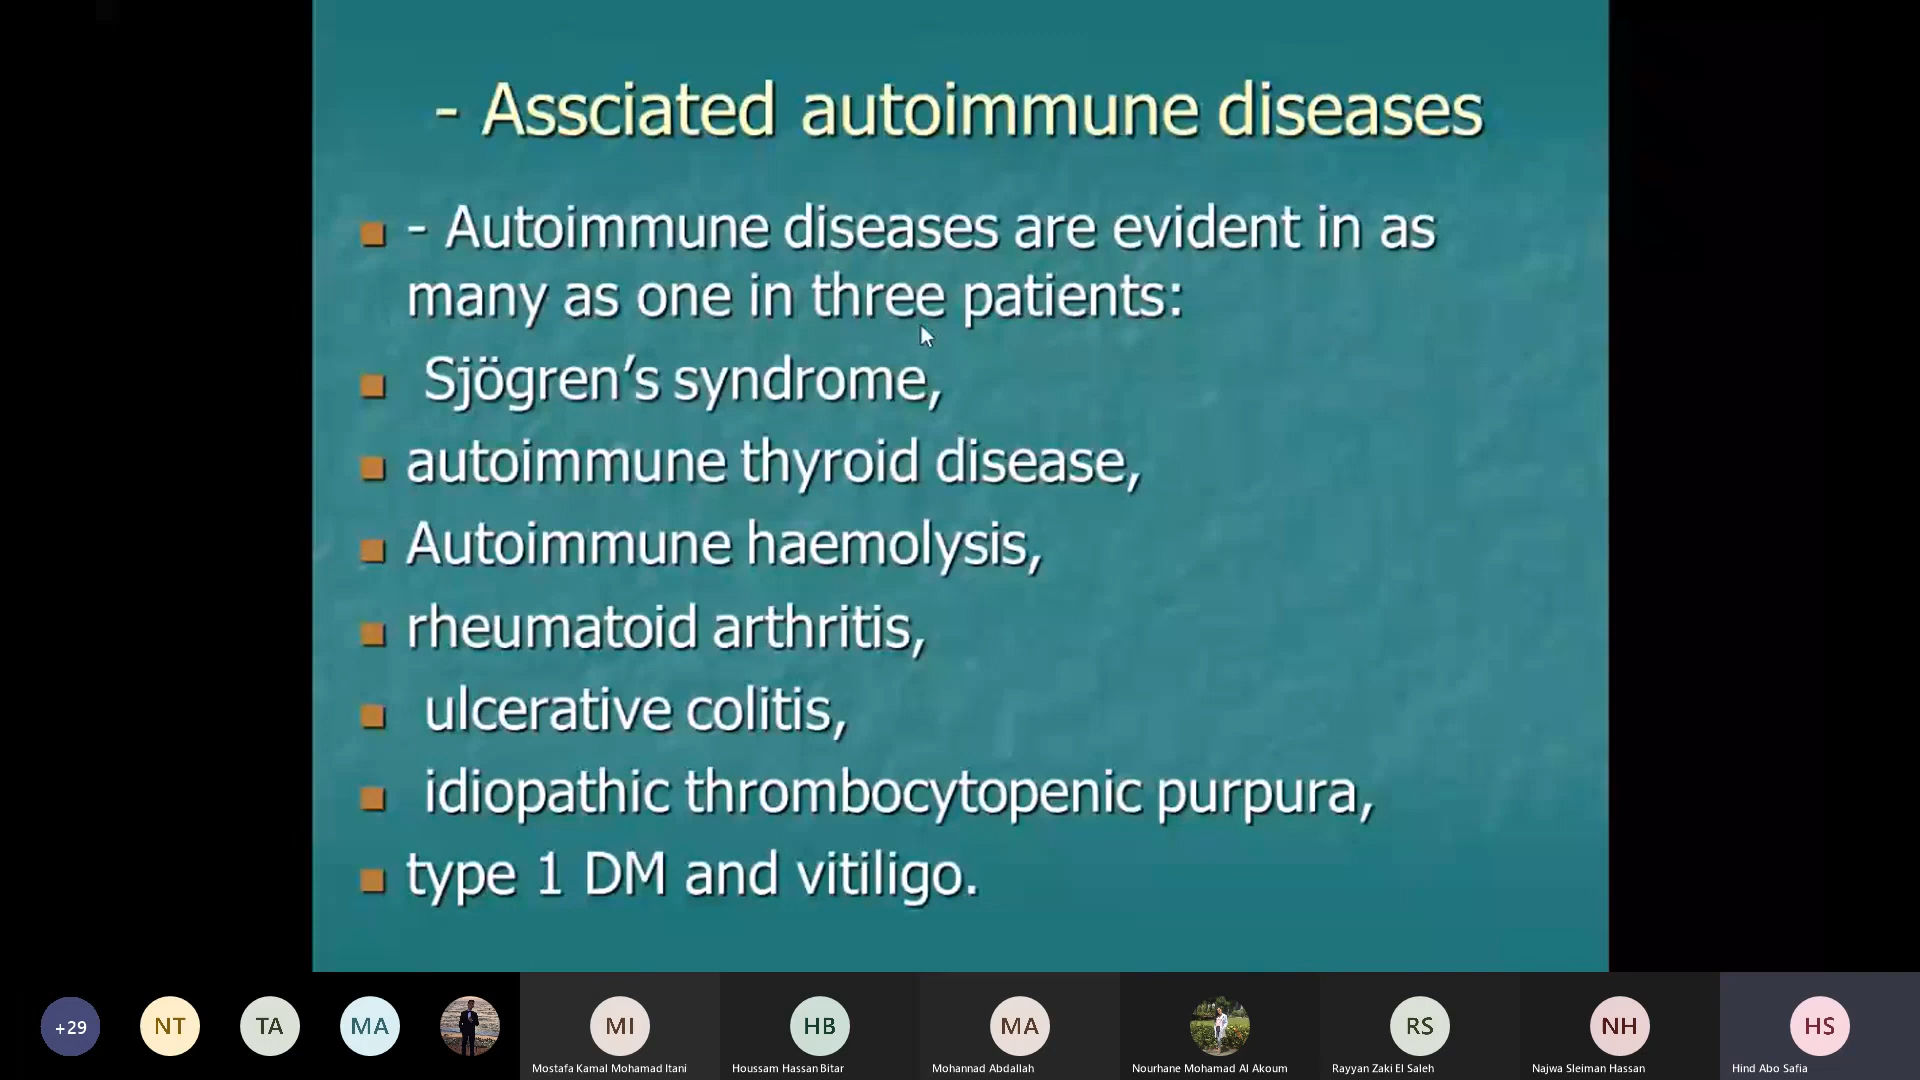 - Assciated autoimmune diseases
- Autoimmune diseases are evident in as
many as one in three patients:
Sjögren’s syndrome,
autoimmune thyroid disease,
Autoimmune haemolysis,
rheumatoid arthritis,
ulcerative colitis,
idiopathic thrombocytopenic purpura,
type 1 DM and vitiligo.
+29
NT
TA
MA
MI
HB
MA
RS
NH
HS
Mostafa Kamal Mohamad Itani
Houssam Hassan Bitar
Mohannad Abdallah
Nourhane Mohamad Al Akoum
Rayyan Zaki El Saleh
Najwa Sleiman Hassan
Hind Abo Safia